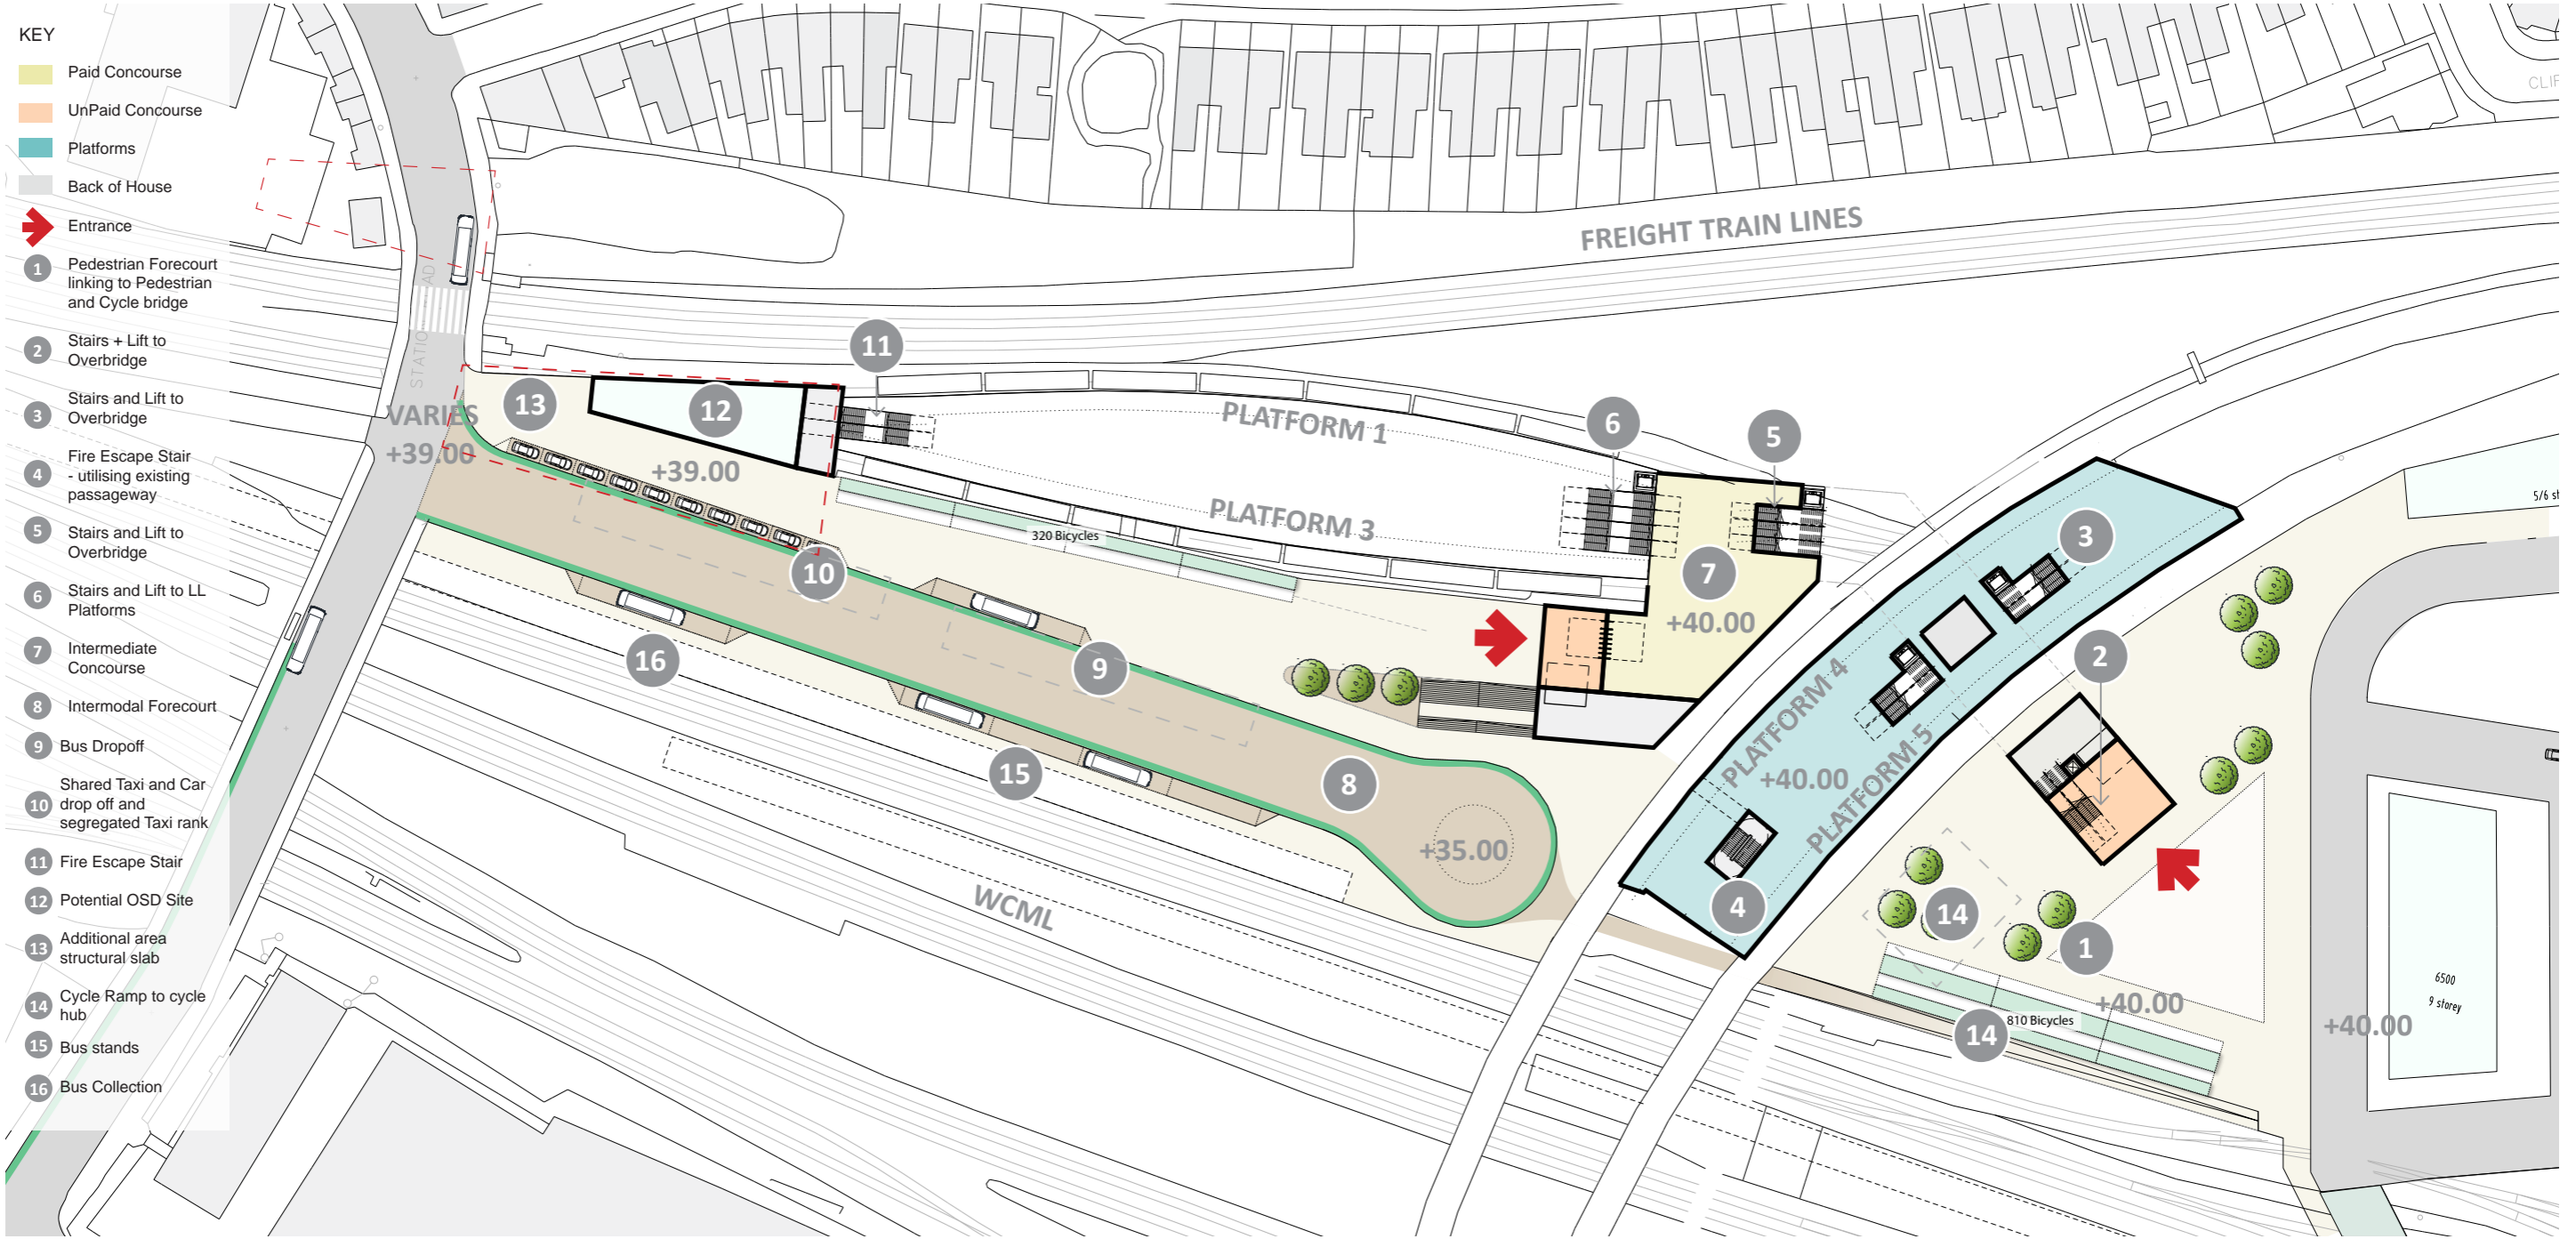 KEY
Paid Concourse
UnPaid Concourse
Platforms
Back of House
Entrance
1 Pedestrian Forecourt
linking to Pedestrian
and Cycle bridge
2 Stairs + Lift to
Overbridge
3 Stairs and Lift to
Overbridge
4 Fire Escape Stair
- utilising existing
passageway
5 Stairs and Lift to
Overbridge
6 Stairs and Lift to LL
Platforms
7 Intermediate
Concourse
8 Intermodal Forecourt
9 Bus Dropoff
10 Shared Taxi and Car
drop off and
segregated Taxi rank
11 Fire Escape Stair
12 Potential OSD Site
13 Additional area
structural slab
14 Cycle Ramp to cycle
hub
15 Bus stands
16 Bus Collection
FREIGHT TRAIN LINES
11
13
12
VARIES
+39.00
+39.00
PLATFORM 1
PLATFORM 3
320 Bicycles
6
5
7
+40.00
3
2
10
16
9
15
8
+35.00
WCML
PLATFORM 4
+40.00
PLATFORM 5
4
14
1
+40.00
810 Bicycles
14
+40.00
6500
9 storey